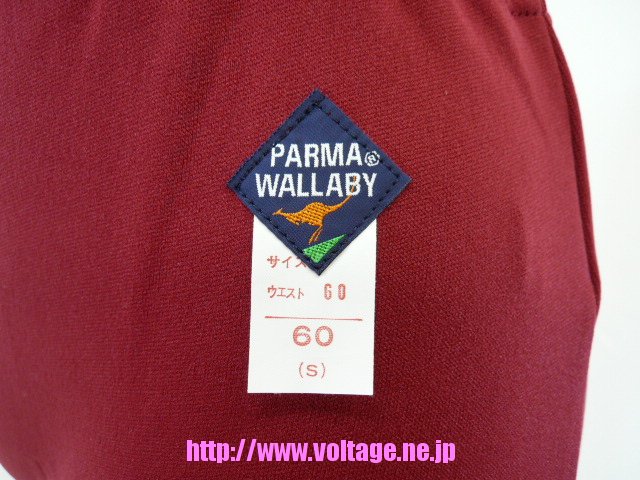 PARMA®
WALLABY
サイズ
ウエスト 60
60
(S)
http://www.voltage.ne.jp